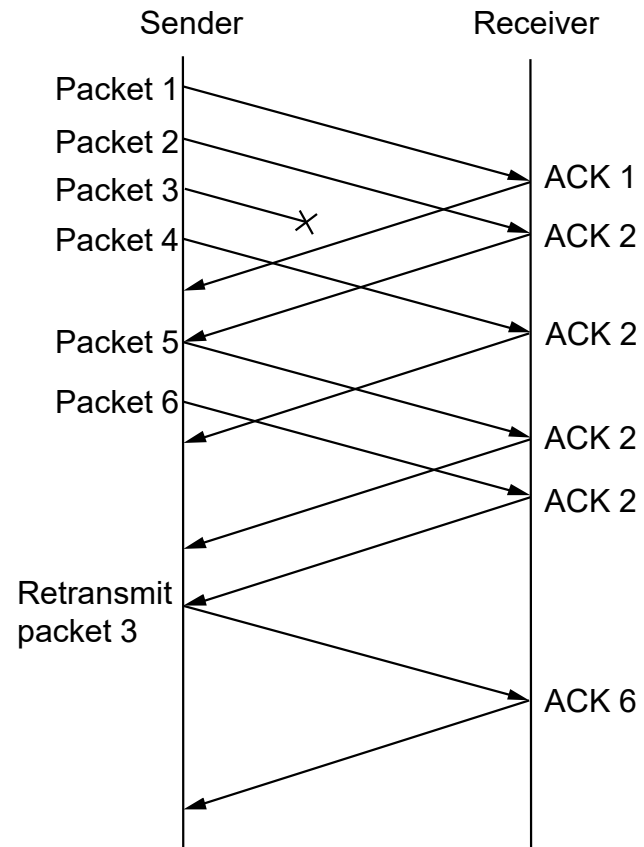 Sender
Receiver
Packet 1
Packet 2
Packet 3
Packet 4
Packet 5
Packet 6
Retransmit
packet 3
ACK 1
ACK 2
ACK 2
ACK 2
ACK 2
ACK 6